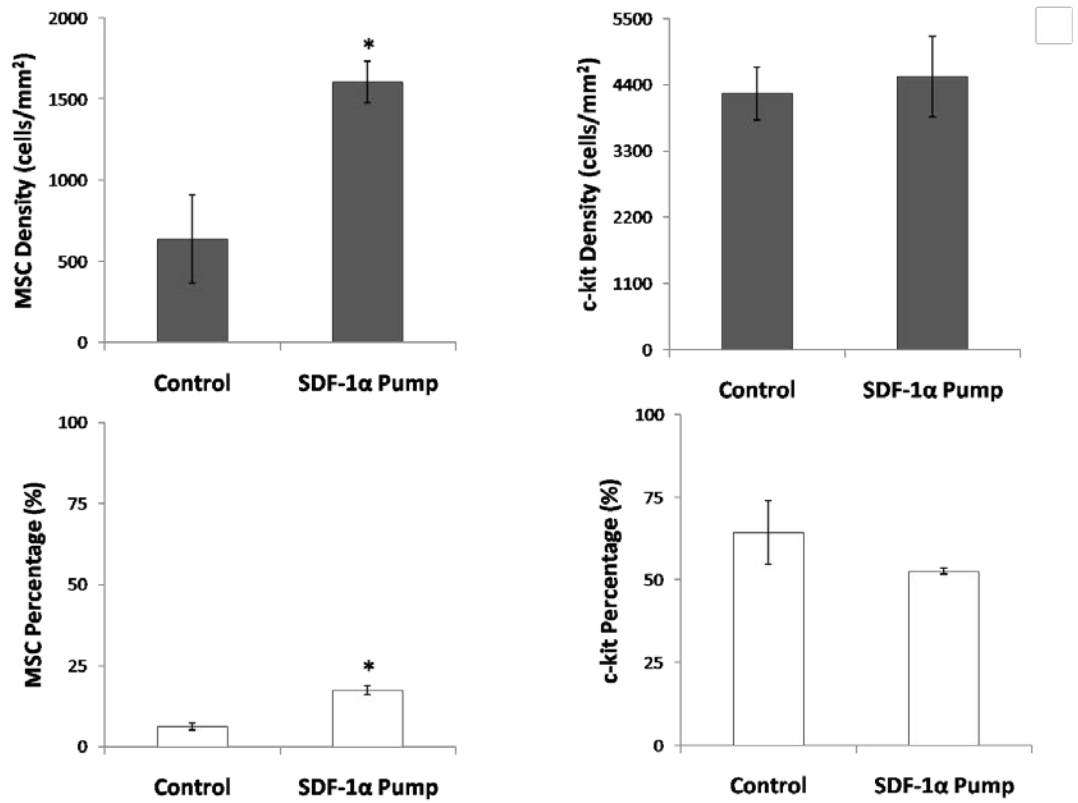 MSC Density (cells/mm²)
2000
1500
1000
500
0
*
Control
SDF-1α Pump
c-kit Density (cells/mm²)
5500
4400
3300
2200
1100
0
Control
SDF-1α Pump
MSC Percentage (%)
100
75
50
25
0
*
Control
SDF-1α Pump
c-kit Percentage (%)
100
75
50
25
0
Control
SDF-1α Pump